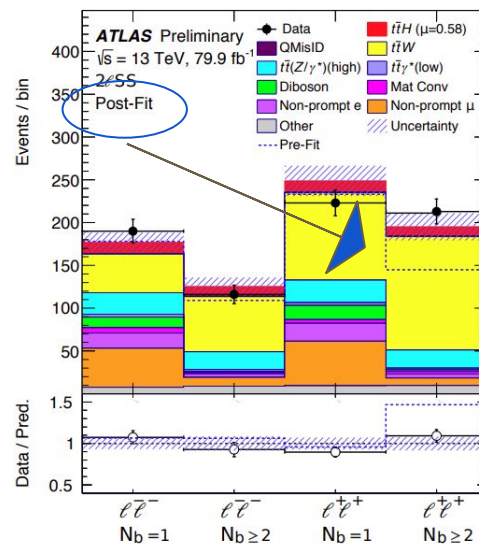 ATLAS Preliminary
√s = 13 TeV, 79.9 fb⁻¹
2ℓSS
Post-Fit
Data
QMisID
tt̄(Z/γ*)(high)
Diboson
Non-prompt e
Other
Pre-Fit
tt̄H (μ=0.58)
tt̄W
tt̄γ*(low)
Mat Conv
Non-prompt μ
Uncertainty
Events / bin
400
350
300
250
200
150
100
50
Data / Pred.
1.5
1
0.5
ℓ⁻ℓ⁻ ℓ⁻ℓ⁻ ℓ⁺ℓ⁺ ℓ⁺ℓ⁺
N_b=1 N_b≥2 N_b=1 N_b≥2